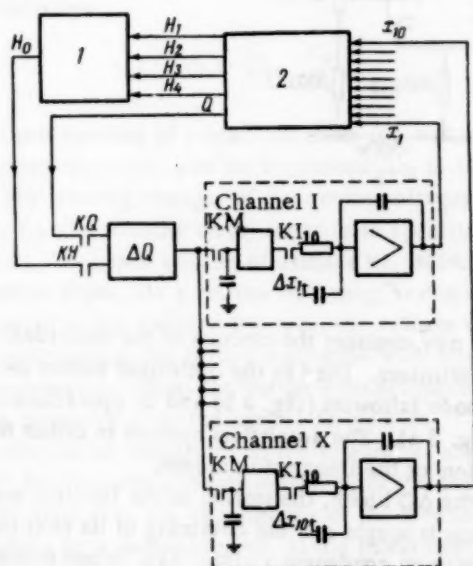 H₀
1
H₁
H₂
H₃
H₄
Q
2
x₁₀
x₁
KQ
KH
ΔQ
Channel I
KM
KI₁₀
Δx₁t
Channel X
KM
KI₁₀
Δx₁₀t